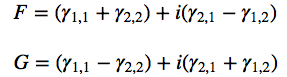 F = (γ₁,₁ + γ₂,₂) + i(γ₂,₁ − γ₁,₂)
G = (γ₁,₁ − γ₂,₂) + i(γ₂,₁ + γ₁,₂)